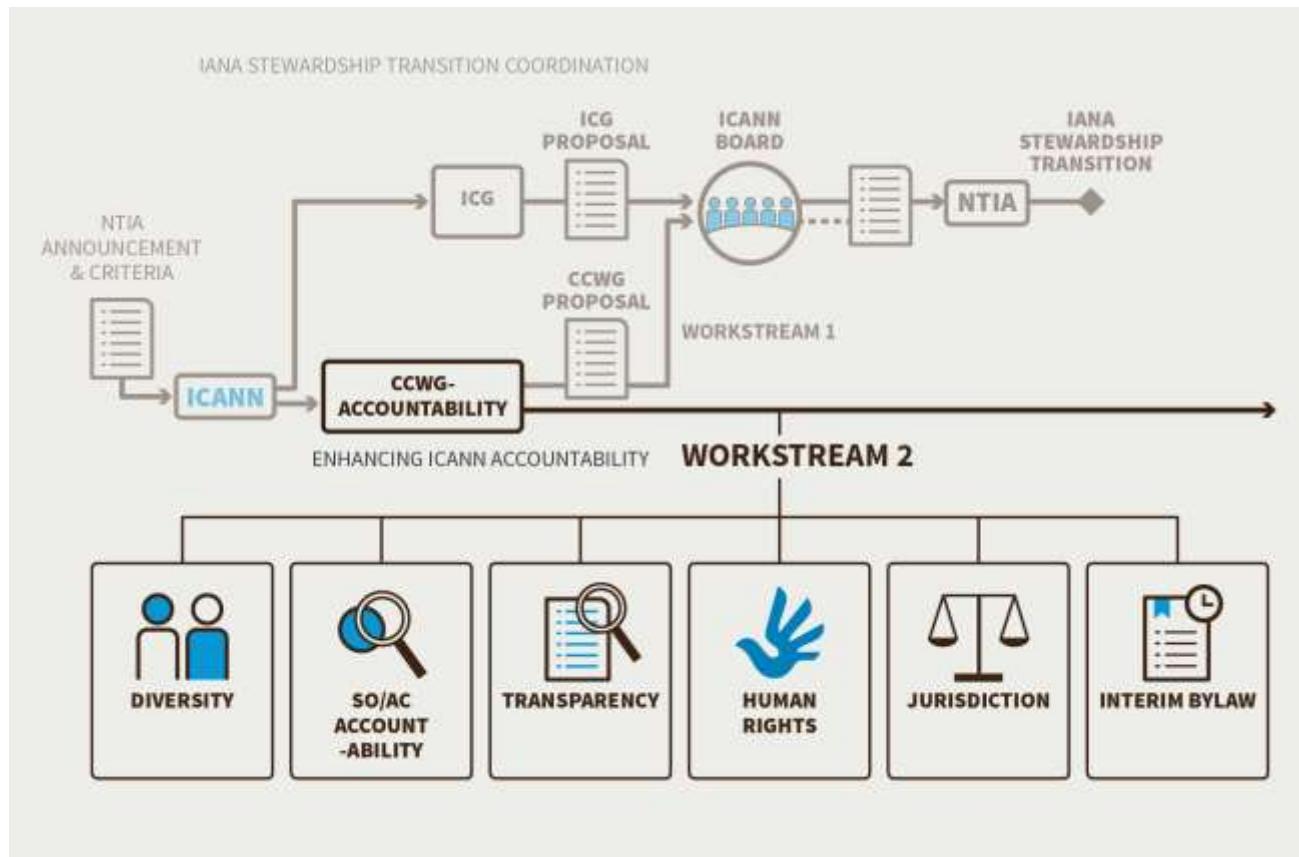 IANA STEWARDSHIP TRANSITION COORDINATION
ICG
PROPOSAL
ICANN
BOARD
IANA
STEWARDSHIP
TRANSITION
ICG
NTIA
NTIA
ANNOUNCEMENT
& CRITERIA
CCWG
PROPOSAL
WORKSTREAM 1
ICANN
CCWG-
ACCOUNTABILITY
ENHANCING ICANN ACCOUNTABILITY
WORKSTREAM 2
DIVERSITY
SO/AC
ACCOUNT
-ABILITY
TRANSPARENCY
HUMAN
RIGHTS
JURISDICTION
INTERIM BYLAW